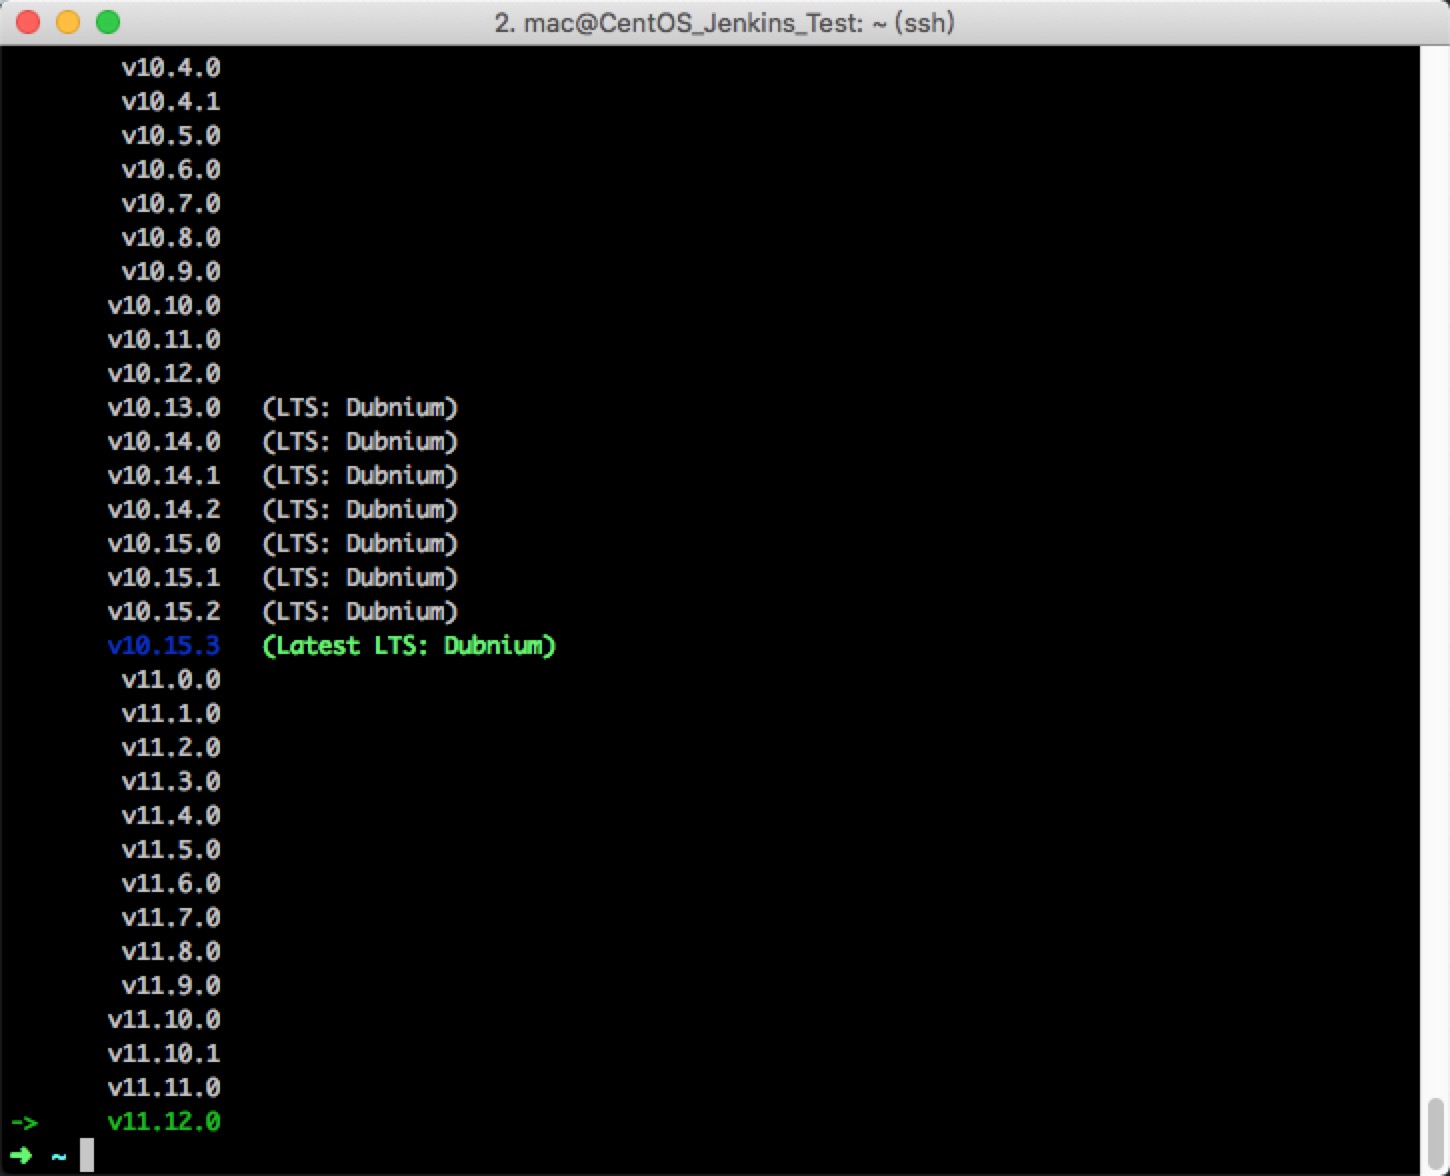 2. mac@CentOS_Jenkins_Test: ~ (ssh)
v10.4.0
v10.4.1
v10.5.0
v10.6.0
v10.7.0
v10.8.0
v10.9.0
v10.10.0
v10.11.0
v10.12.0
v10.13.0 (LTS: Dubnium)
v10.14.0 (LTS: Dubnium)
v10.14.1 (LTS: Dubnium)
v10.14.2 (LTS: Dubnium)
v10.15.0 (LTS: Dubnium)
v10.15.1 (LTS: Dubnium)
v10.15.2 (LTS: Dubnium)
v10.15.3 (Latest LTS: Dubnium)
v11.0.0
v11.1.0
v11.2.0
v11.3.0
v11.4.0
v11.5.0
v11.6.0
v11.7.0
v11.8.0
v11.9.0
v11.10.0
v11.10.1
v11.11.0
-> v11.12.0
➜ ~